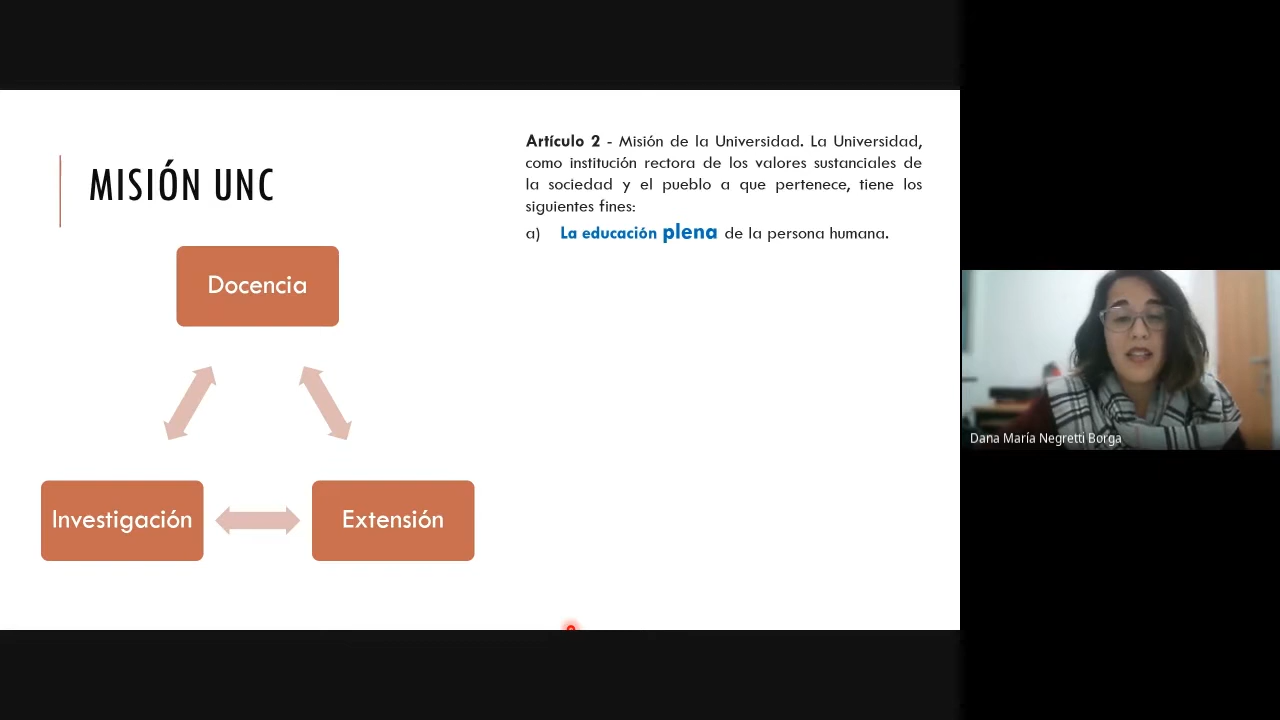 MISIÓN UNC
Docencia
Investigación
Extensión
Artículo 2 - Misión de la Universidad. La Universidad,
como institución rectora de los valores sustanciales de
la sociedad y el pueblo a que pertenece, tiene los
siguientes fines:
a) La educación plena de la persona humana.
Dana María Negretti Borga